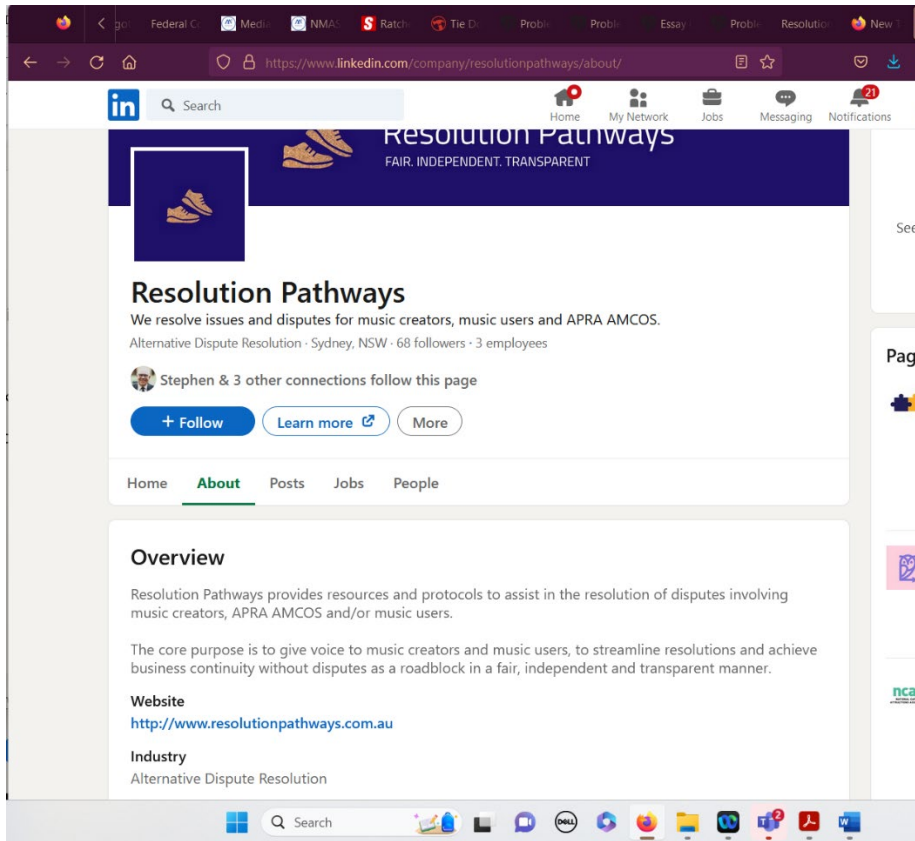 Federal C
Media
NMAS
Ratch
Tie D
Proble
Proble
Essay
Proble
Resolution
New T
https://www.linkedin.com/company/resolutionpathways/about/
in
Search
Home
My Network
Jobs
Messaging
21
Notifications
Resolution Pathways
FAIR. INDEPENDENT. TRANSPARENT
See
Resolution Pathways
We resolve issues and disputes for music creators, music users and APRA AMCOS.
Alternative Dispute Resolution · Sydney, NSW · 68 followers · 3 employees
Pag
Stephen & 3 other connections follow this page
+ Follow
Learn more
More
Home
About
Posts
Jobs
People
Overview
Resolution Pathways provides resources and protocols to assist in the resolution of disputes involving
music creators, APRA AMCOS and/or music users.
The core purpose is to give voice to music creators and music users, to streamline resolutions and achieve
business continuity without disputes as a roadblock in a fair, independent and transparent manner.
nca
Website
http://www.resolutionpathways.com.au
Industry
Alternative Dispute Resolution
Search
DELL
2